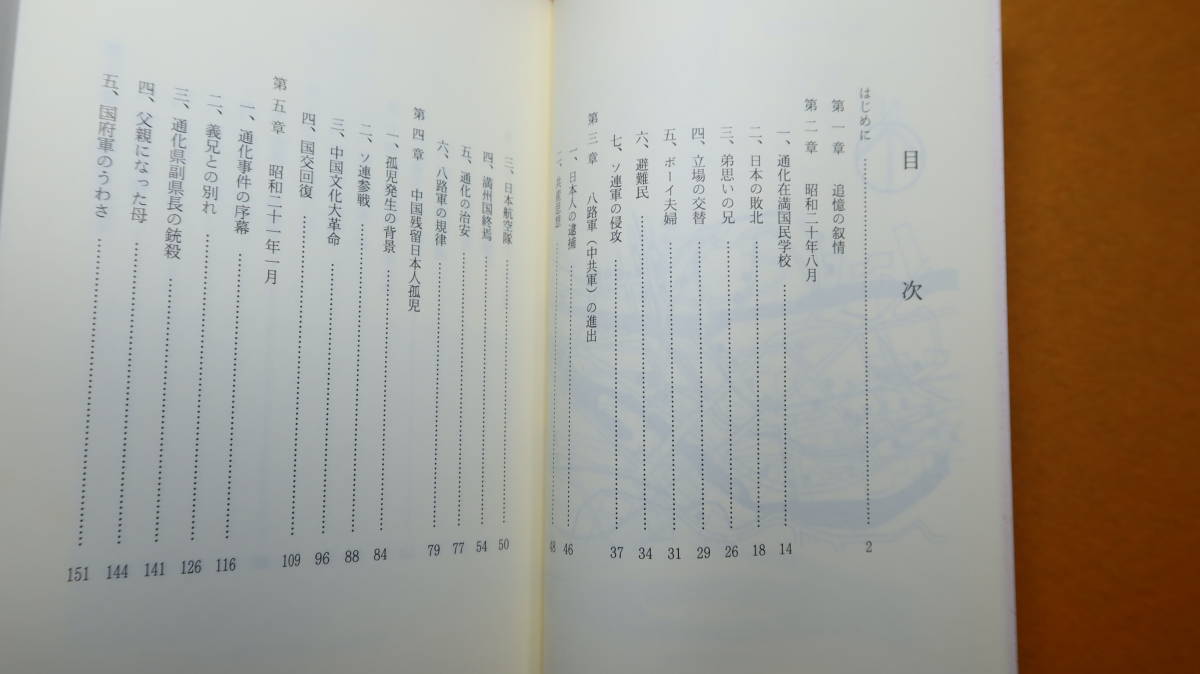 目次
はじめに……………………2
第一章　追憶の叙情
第二章　昭和二十年八月
一、通化在満国民学校……………………14
二、日本の敗北……………………18
三、弟思いの兄……………………26
四、立場の交替……………………29
五、ボーイ夫婦……………………31
六、避難民……………………34
七、ソ連軍の侵攻……………………37
第三章　八路軍（中共軍）の進出
一、日本人の逮捕……………………46
二、共産思想……………………48
三、日本航空隊……………………50
四、満州国終焉……………………54
五、通化の治安……………………77
六、八路軍の規律……………………79
第四章　中国残留日本人孤児
一、孤児発生の背景……………………84
二、ソ連参戦……………………88
三、中国文化大革命……………………96
四、国交回復……………………109
第五章　昭和二十一年一月
一、通化事件の序幕……………………116
二、義兄との別れ……………………126
三、通化県副県長の銃殺……………………141
四、父親になった母……………………144
五、国府軍のうわさ……………………151